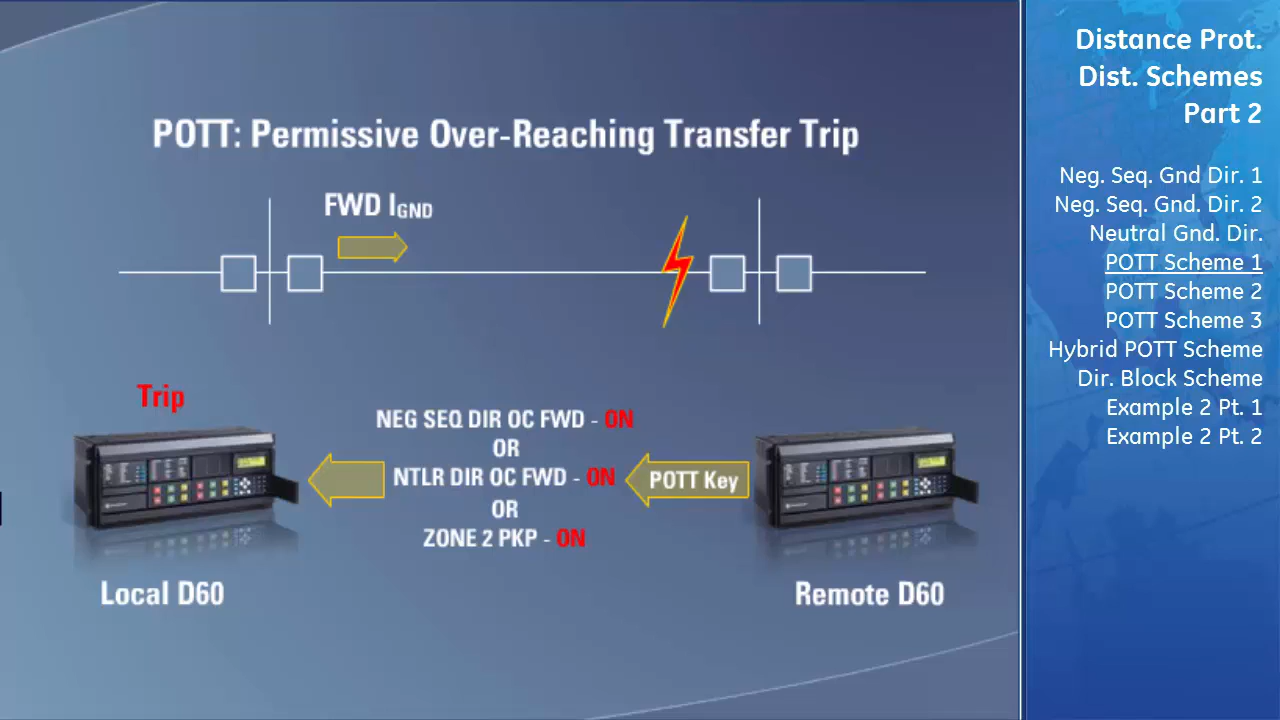 POTT: Permissive Over-Reaching Transfer Trip
FWD IGND
Trip
NEG SEQ DIR OC FWD - ON
OR
NTLR DIR OC FWD - ON
OR
ZONE 2 PKP - ON
POTT Key
Local D60
Remote D60
Distance Prot.
Dist. Schemes
Part 2
Neg. Seq. Gnd Dir. 1
Neg. Seq. Gnd. Dir. 2
Neutral Gnd. Dir.
POTT Scheme 1
POTT Scheme 2
POTT Scheme 3
Hybrid POTT Scheme
Dir. Block Scheme
Example 2 Pt. 1
Example 2 Pt. 2